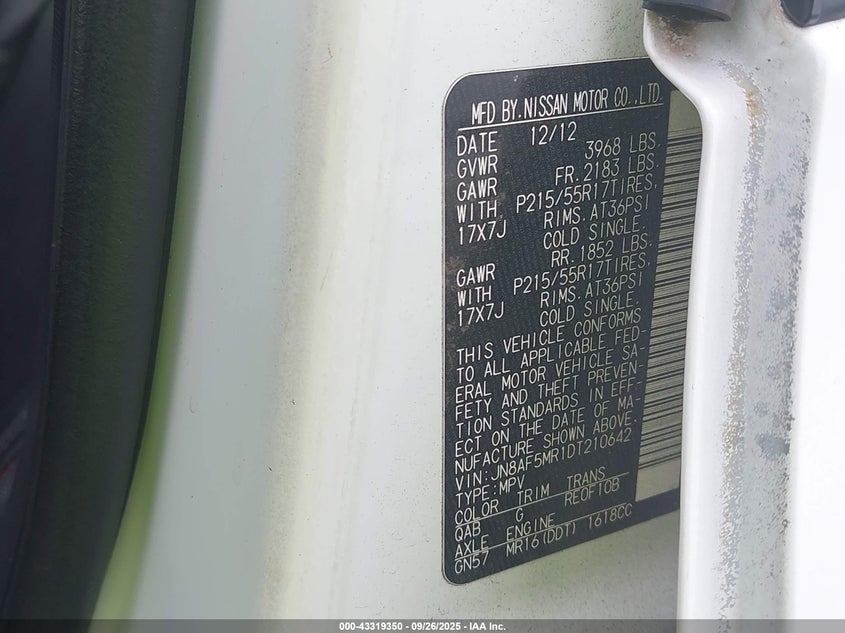 MFD BY.NISSAN MOTOR CO.,LTD.
DATE 12/12
GVWR 3968 LBS.
GAWR FR.2183 LBS.
WITH P215/55R17TIRES,
17X7J RIMS.AT36PSI
COLD SINGLE.
GAWR RR.1852 LBS.
WITH P215/55R17TIRES,
17X7J RIMS.AT36PSI
COLD SINGLE.
THIS VEHICLE CONFORMS
TO ALL APPLICABLE FED-
ERAL MOTOR VEHICLE SA-
FETY AND THEFT PREVEN-
TION STANDARDS IN EFF-
ECT ON THE DATE OF MA-
NUFACTURE SHOWN ABOVE.
VIN:JN8AF5MR1DT210642
TYPE:MPV
COLOR TRIM TRANS
QAB G RE0F10B
AXLE ENGINE
GN57 MR16(DDT) 1618CC
000-43319350 - 09/26/2025 - IAA Inc.